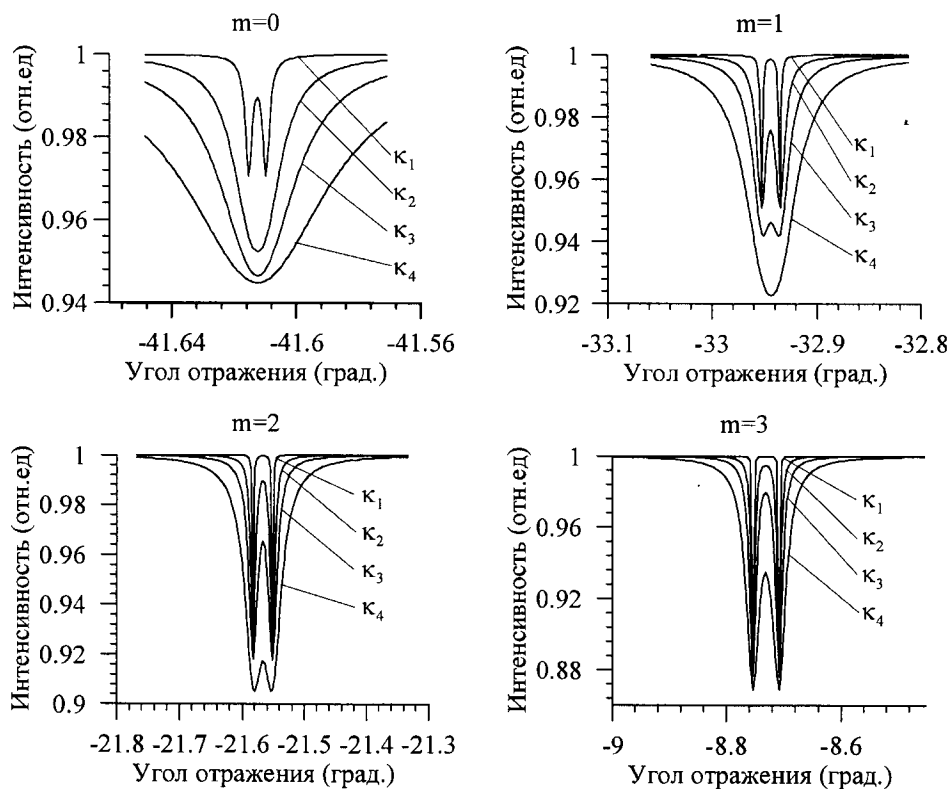 m=0
Интенсивность (отн.ед)
1
0.98
0.96
0.94
κ1
κ2
κ3
κ4
-41.64
-41.6
-41.56
Угол отражения (град.)
m=1
Интенсивность (отн.ед)
1
0.98
0.96
0.94
0.92
κ1
κ2
κ3
κ4
-33.1
-33
-32.9
-32.8
Угол отражения (град.)
m=2
Интенсивность (отн.ед)
1
0.98
0.96
0.94
0.92
0.9
κ1
κ2
κ3
κ4
-21.8
-21.7
-21.6
-21.5
-21.4
-21.3
Угол отражения (град.)
m=3
Интенсивность (отн.ед)
1
0.96
0.92
0.88
κ1
κ2
κ3
κ4
-9
-8.8
-8.6
Угол отражения (град.)